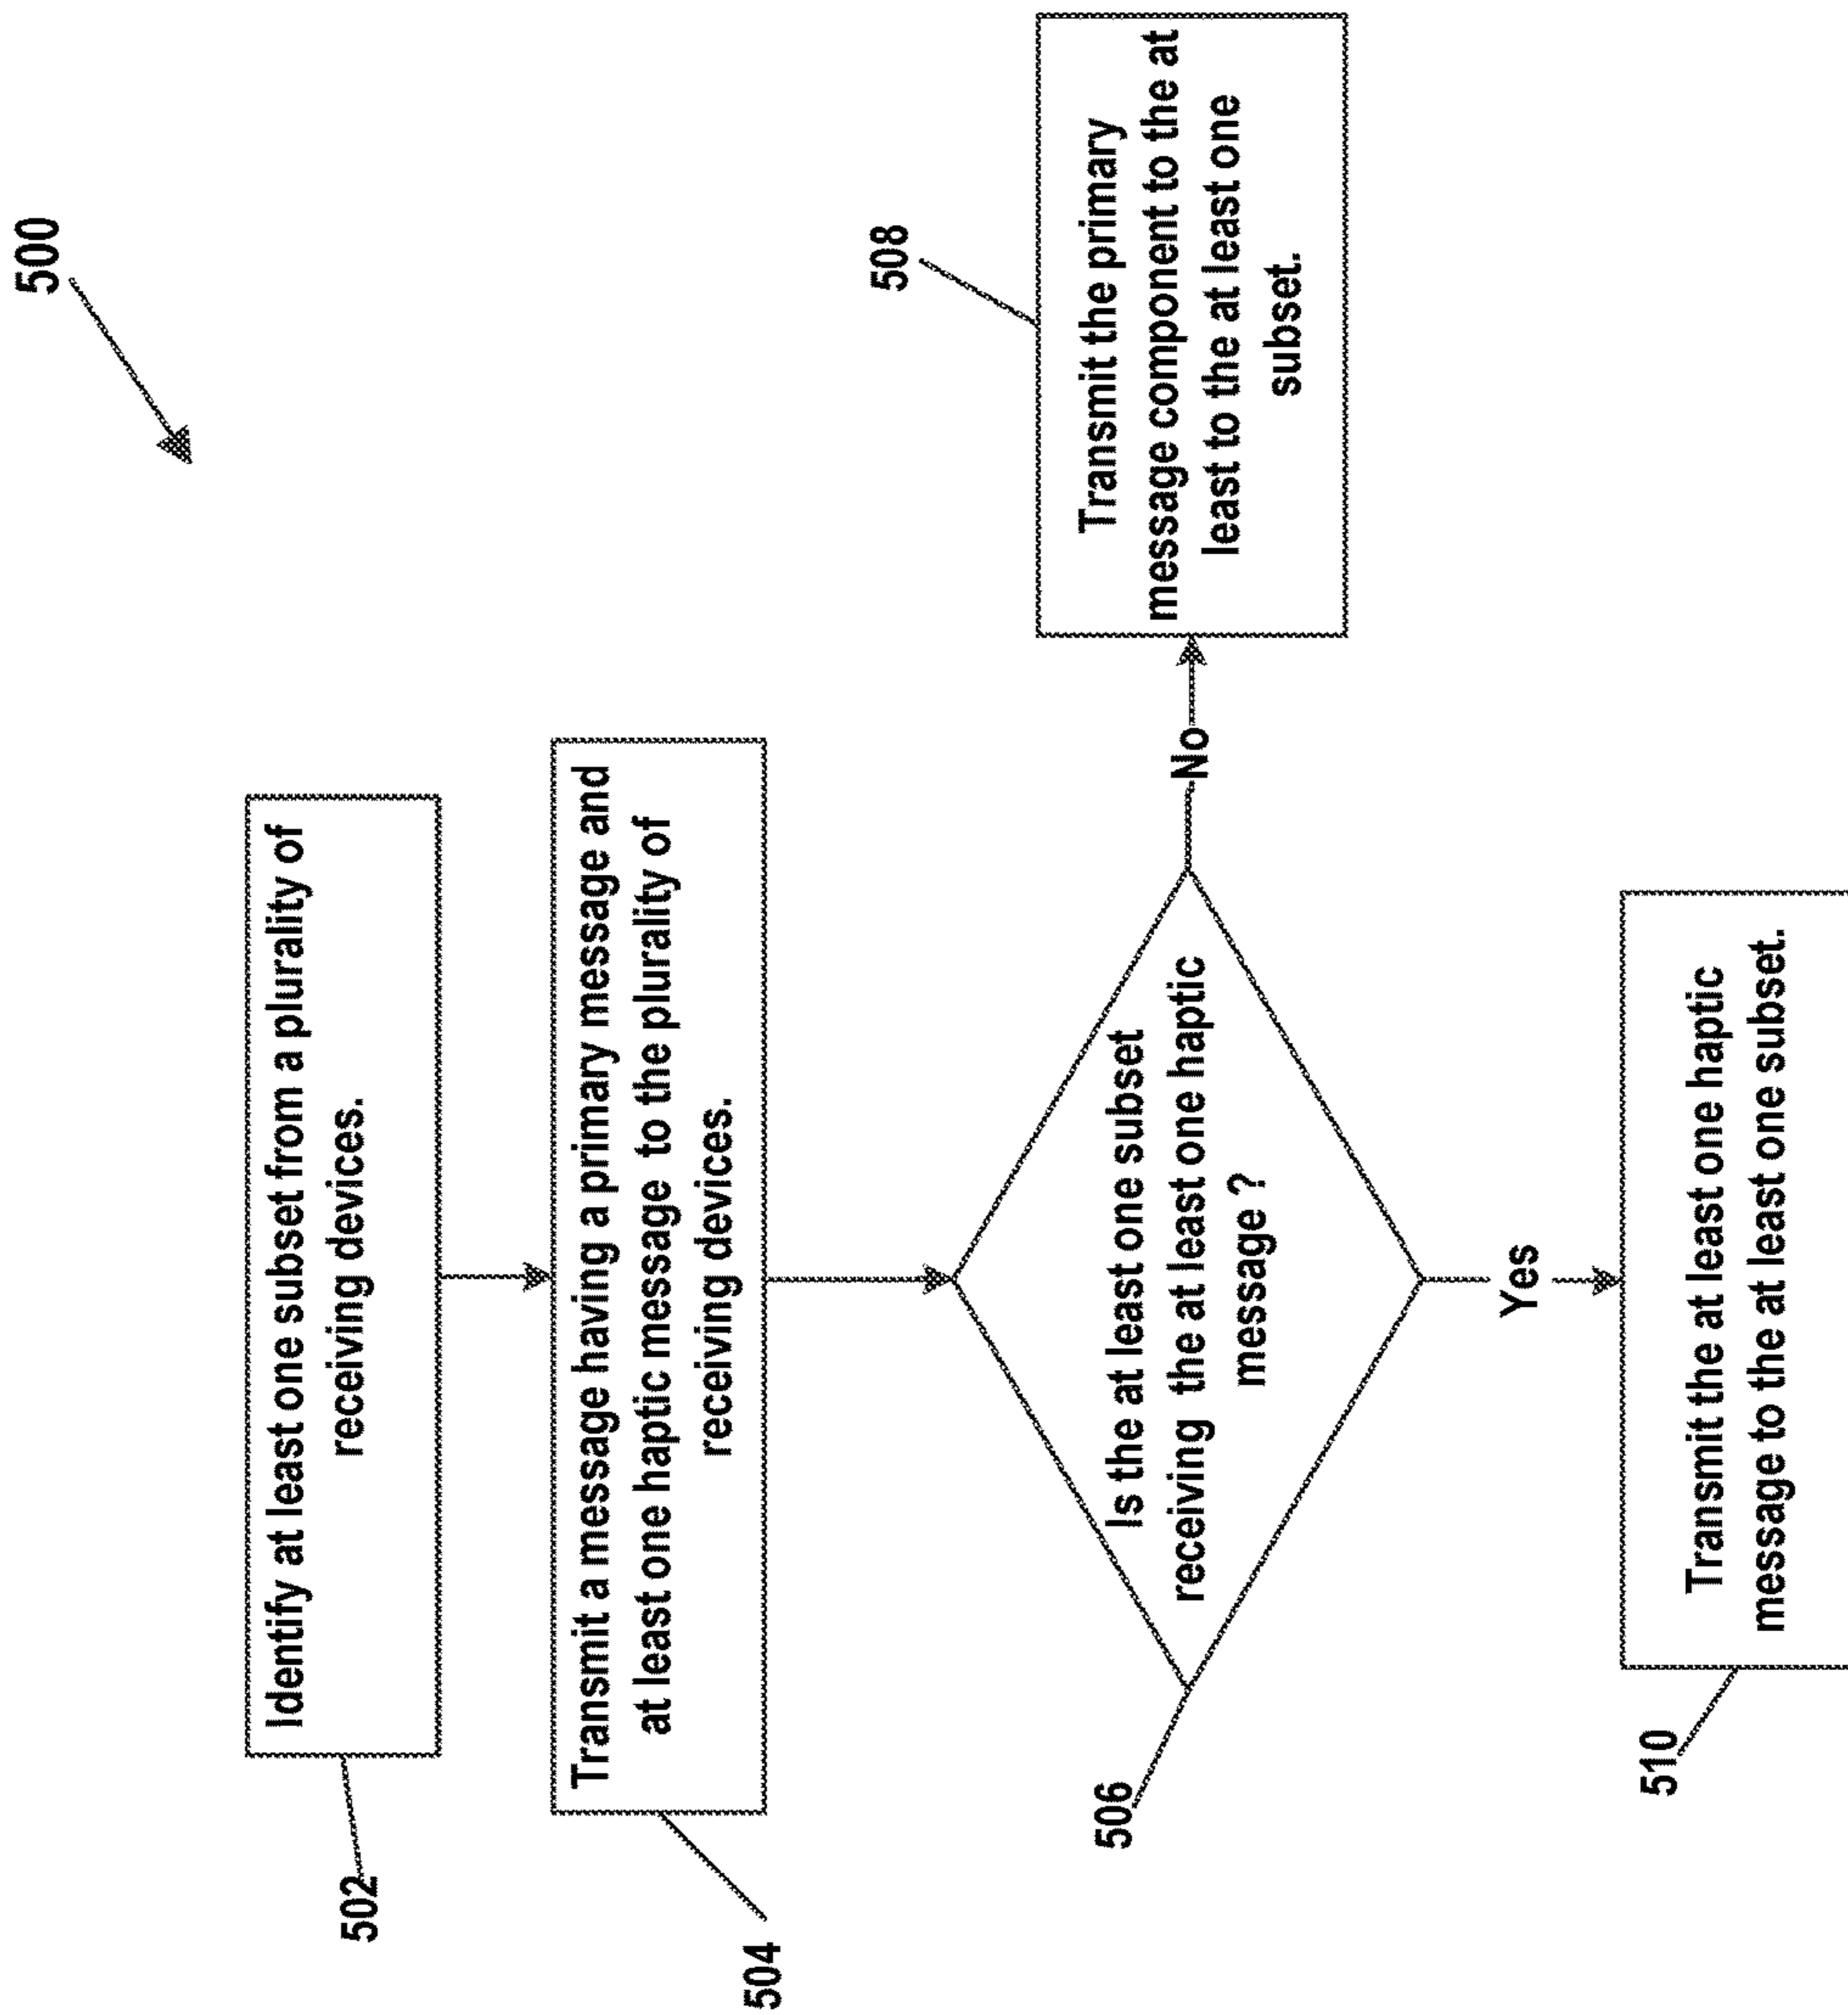 500
Identify at least one subset from a plurality of
receiving devices.
502
Transmit a message having a primary message and
at least one haptic message to the plurality of
receiving devices.
504
Is the at least one subset
receiving the at least one haptic
message ?
506
No
Transmit the primary
message component to the at
least to the at least one
subset.
508
Yes
Transmit the at least one haptic
message to the at least one subset.
510